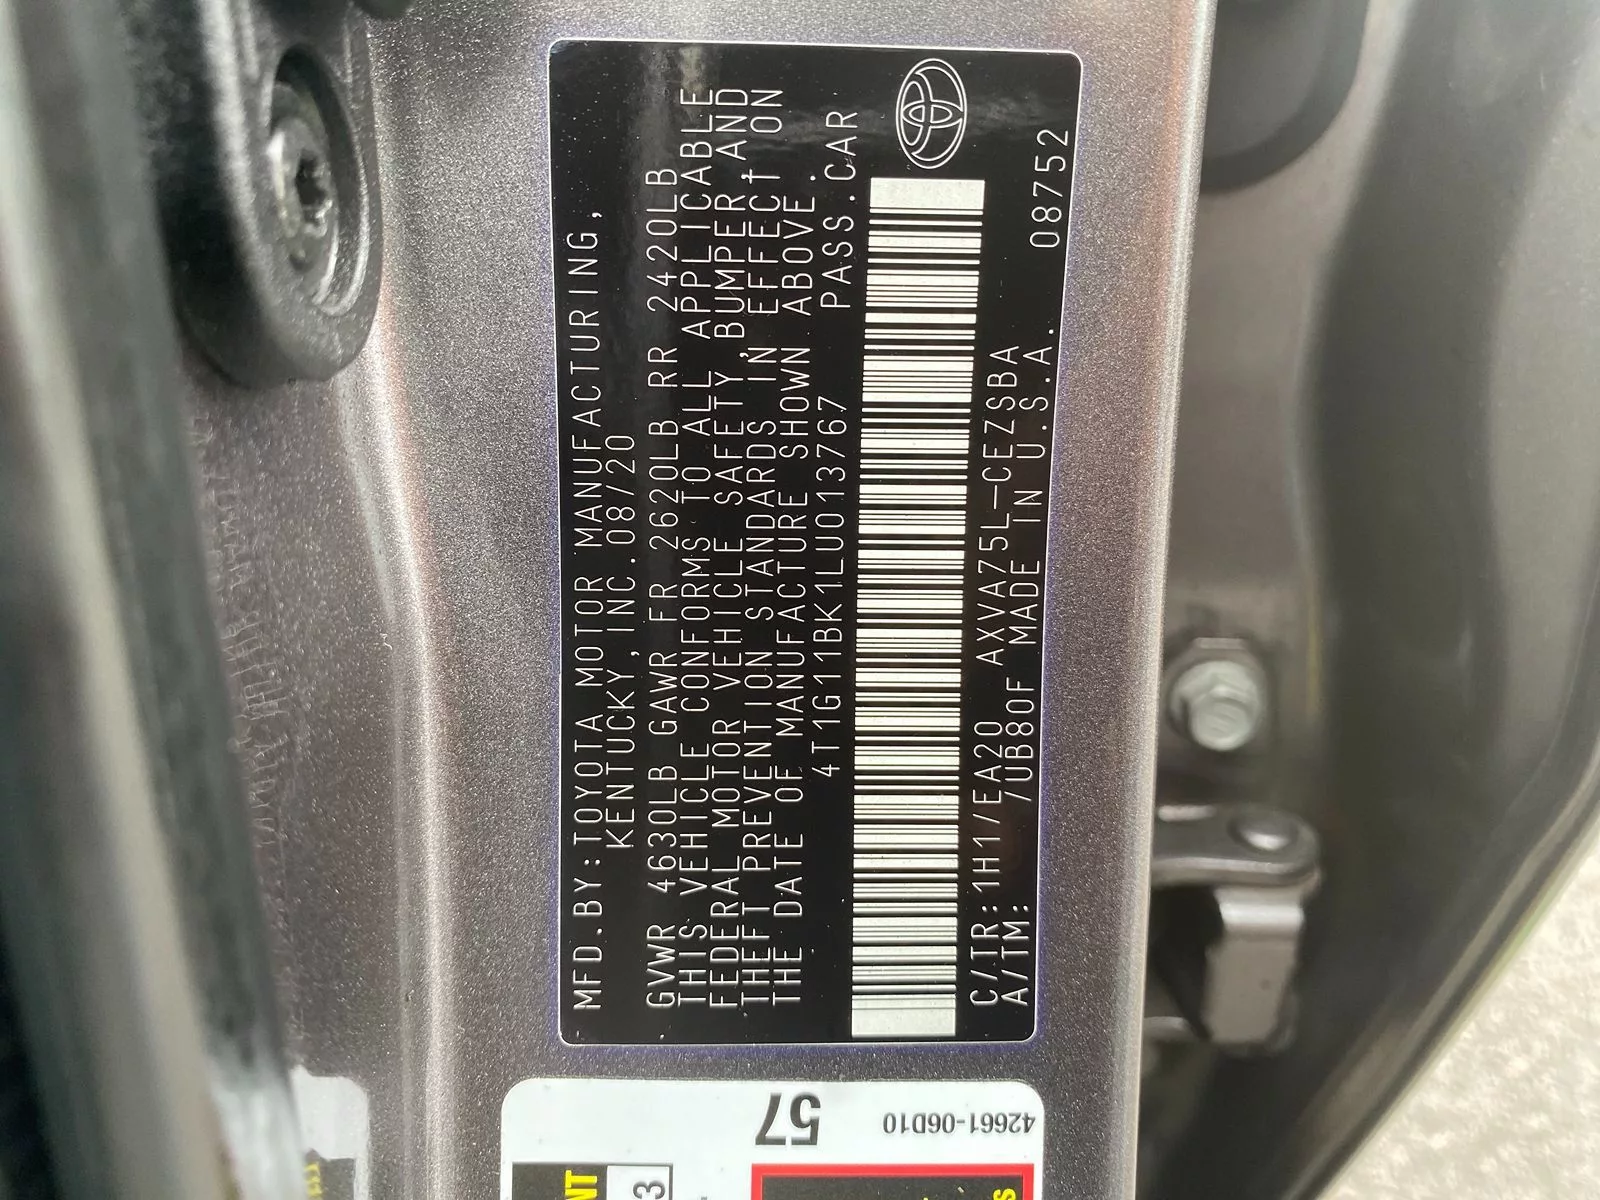 MFD.BY:TOYOTA MOTOR MANUFACTURING,
KENTUCKY,INC.08/20
GVWR 4630LB GAWR FR 2620LB RR 2420LB
THIS VEHICLE CONFORMS TO ALL APPLICABLE
FEDERAL MOTOR VEHICLE SAFETY,BUMPER,AND
THEFT PREVENTION STANDARDS IN EFFECT ON
THE DATE OF MANUFACTURE SHOWN ABOVE.
4T1G11BK1LU013767 PASS.CAR
C/TR:1H1/EA20 AXVA75L-CEZSBA
A/TM: /UB80F MADE IN U.S.A. 08752
57
42661-06D10
NT
3